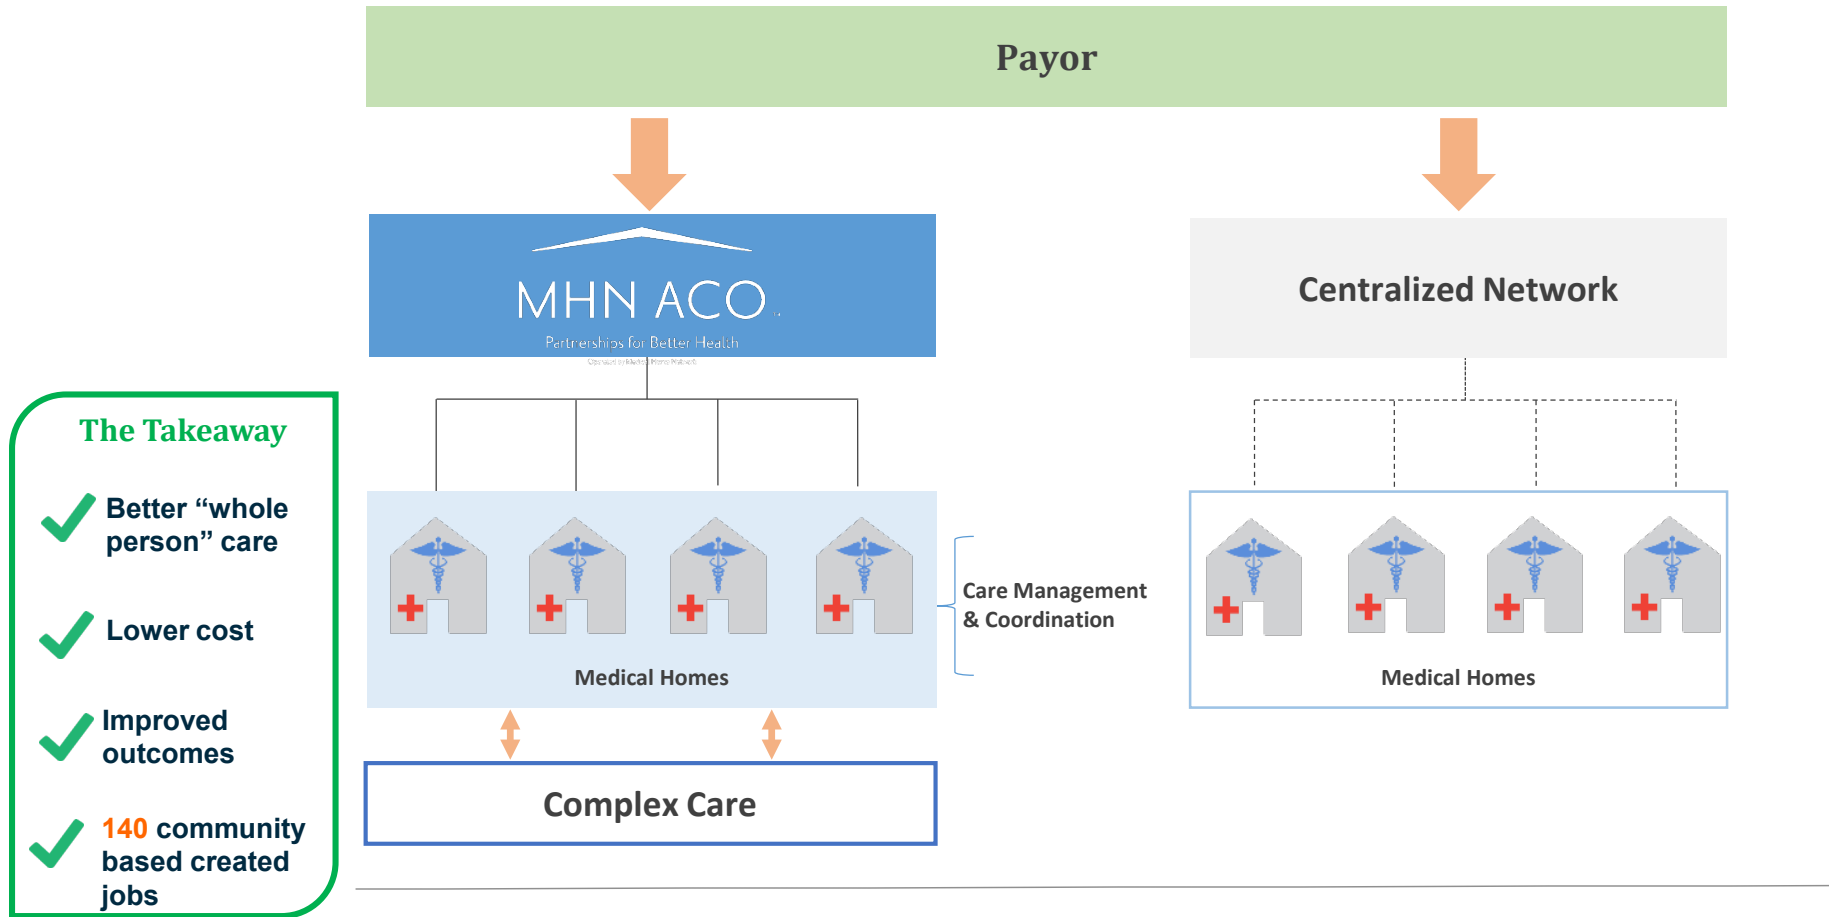 Payor
MHN ACO
Partnerships for Better Health
Centralized Network
The Takeaway
Better “whole
person” care
Lower cost
Improved
outcomes
140 community
based created
jobs
Medical Homes
Care Management
& Coordination
Medical Homes
Complex Care